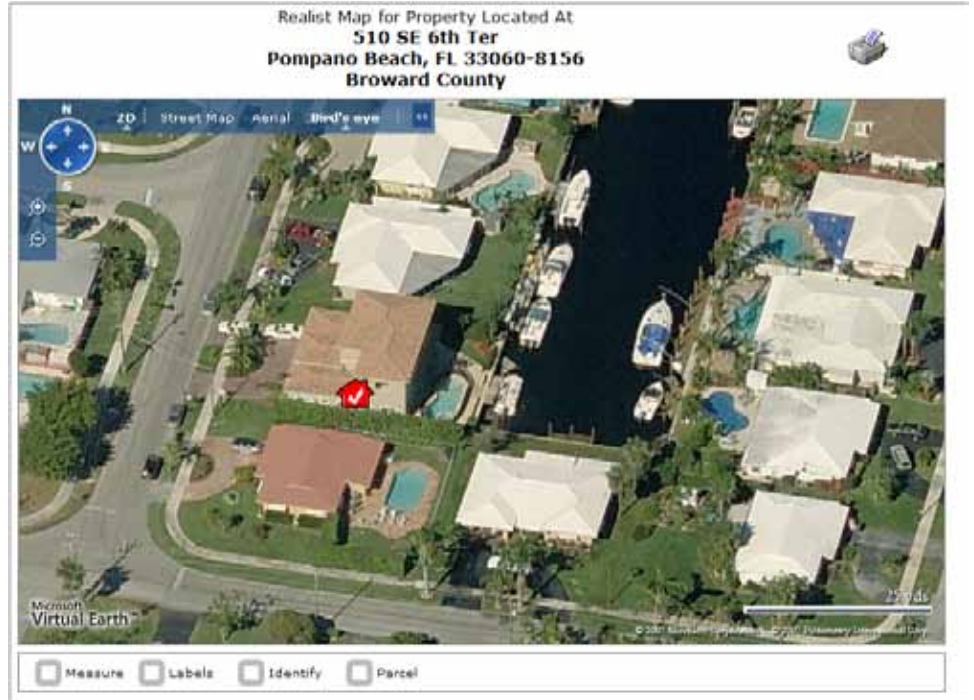 Realist Map for Property Located At
510 SE 6th Ter
Pompano Beach, FL 33060-8156
Broward County
N
2D Street Map Aerial Bird's eye
W
S
25 yds
Microsoft
Virtual Earth™
Measure Labels Identify Parcel